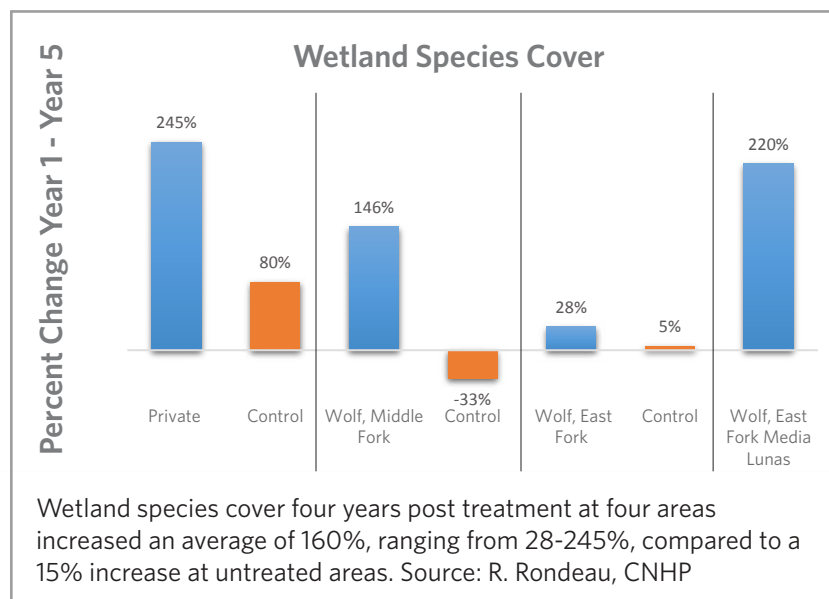 Wetland Species Cover
Percent Change Year 1 - Year 5
245%
80%
146%
-33%
28%
5%
220%
Private
Control
Wolf, Middle
Fork
Control
Wolf, East
Fork
Control
Wolf, East
Fork Media
Lunas
Wetland species cover four years post treatment at four areas
increased an average of 160%, ranging from 28-245%, compared to a
15% increase at untreated areas. Source: R. Rondeau, CNHP